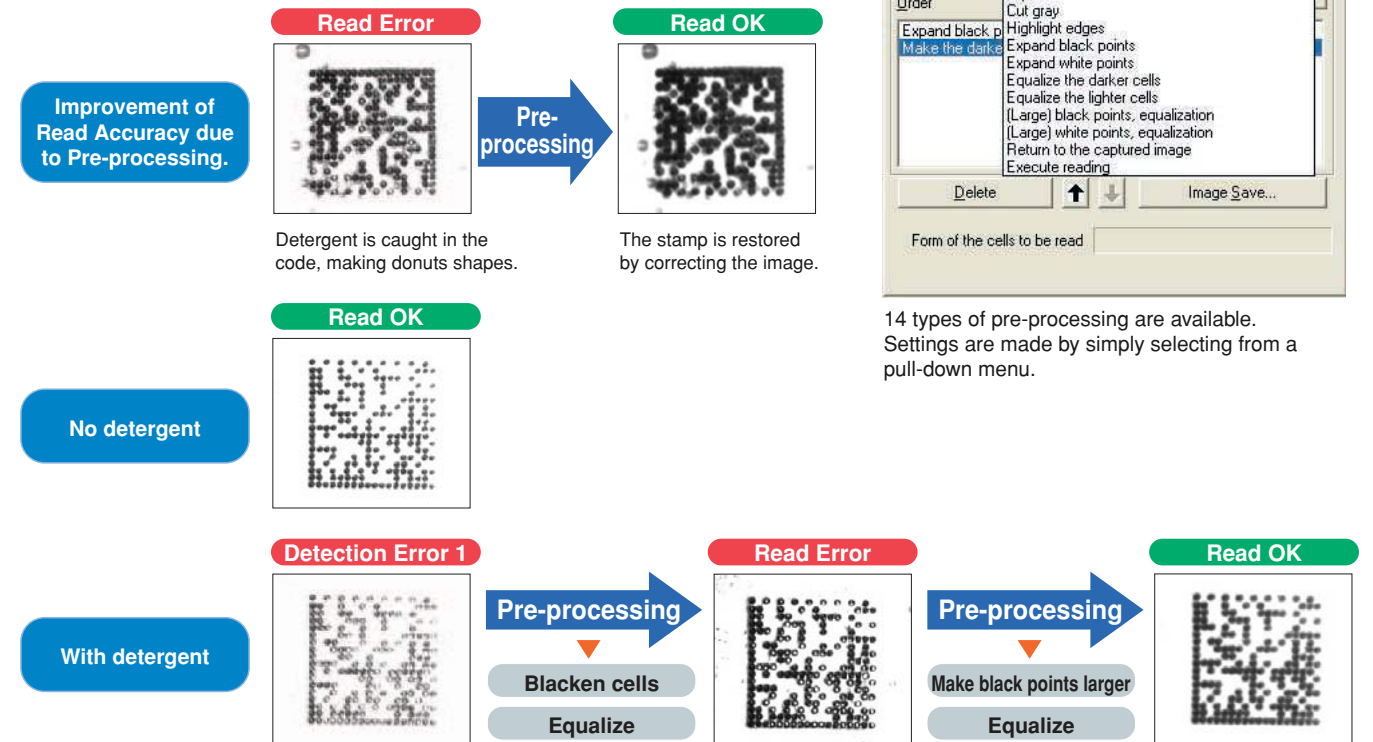 Improvement of
Read Accuracy due
to Pre-processing.
Read Error
Pre-
processing
Read OK
Detergent is caught in the
code, making donuts shapes.
The stamp is restored
by correcting the image.
Order
Cut gray
Highlight edges
Expand black points
Expand white points
Equalize the darker cells
Equalize the lighter cells
(Large) black points, equalization
(Large) white points, equalization
Return to the captured image
Execute reading
Expand black p
Make the darke
Delete
Image Save...
Form of the cells to be read
14 types of pre-processing are available.
Settings are made by simply selecting from a
pull-down menu.
No detergent
Read OK
With detergent
Detection Error 1
Pre-processing
Blacken cells
Equalize
Read Error
Pre-processing
Make black points larger
Equalize
Read OK